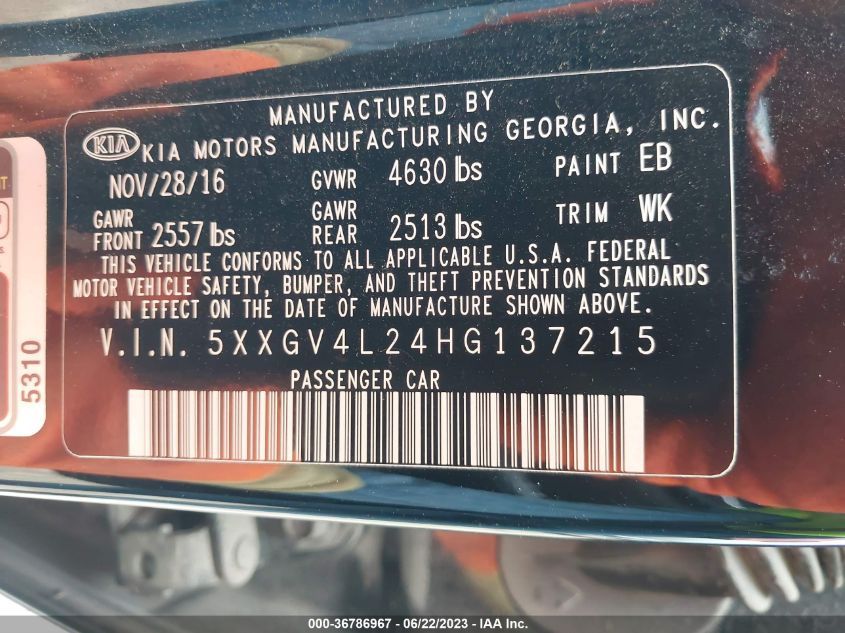 MANUFACTURED BY
KIA KIA MOTORS MANUFACTURING GEORGIA, INC.
NOV/28/16 GVWR 4630 lbs PAINT EB
GAWR FRONT 2557 lbs GAWR REAR 2513 lbs TRIM WK
THIS VEHICLE CONFORMS TO ALL APPLICABLE U.S.A. FEDERAL
MOTOR VEHICLE SAFETY, BUMPER, AND THEFT PREVENTION STANDARDS
IN EFFECT ON THE DATE OF MANUFACTURE SHOWN ABOVE.
V.I.N. 5XXGV4L24HG137215
PASSENGER CAR
5310
000-36786967 - 06/22/2023 - IAA Inc.